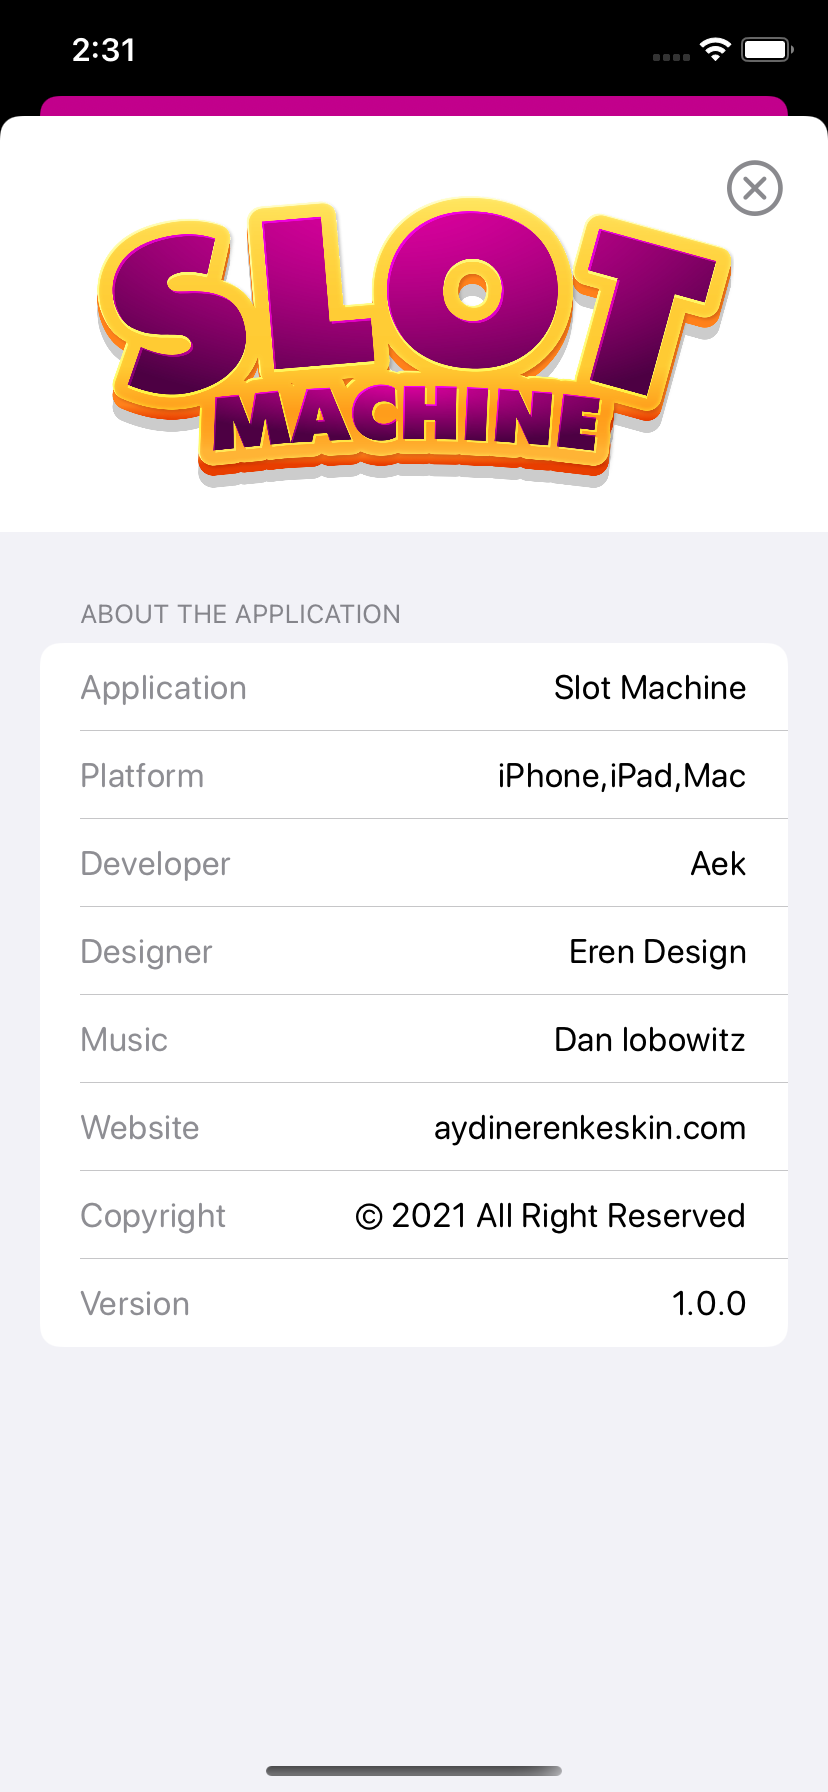 2:31
SLOT
MACHINE
ABOUT THE APPLICATION
Application Slot Machine
Platform iPhone,iPad,Mac
Developer Aek
Designer Eren Design
Music Dan lobowitz
Website aydinerenkeskin.com
Copyright © 2021 All Right Reserved
Version 1.0.0